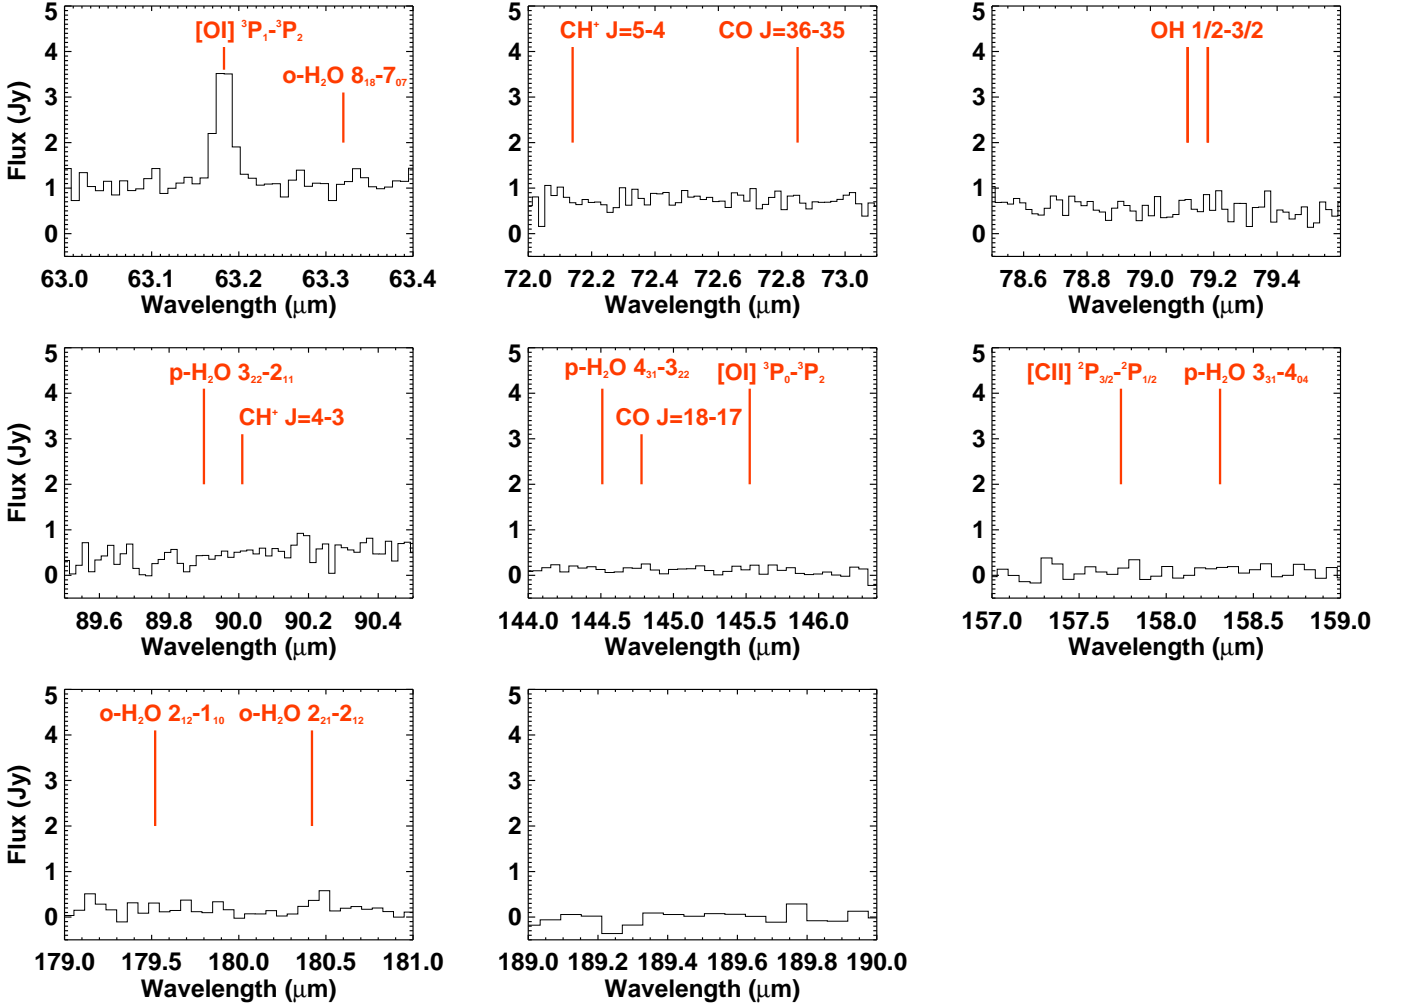 [OI] ³P₁-³P₂
o-H₂O 8₁₈-7₀₇
Flux (Jy)
5
4
3
2
1
0
63.0 63.1 63.2 63.3 63.4
Wavelength (μm)
CH⁺ J=5-4 CO J=36-35
5
4
3
2
1
0
72.0 72.2 72.4 72.6 72.8 73.0
Wavelength (μm)
OH 1/2-3/2
5
4
3
2
1
0
78.6 78.8 79.0 79.2 79.4
Wavelength (μm)
p-H₂O 3₂₂-2₁₁
CH⁺ J=4-3
Flux (Jy)
5
4
3
2
1
0
89.6 89.8 90.0 90.2 90.4
Wavelength (μm)
p-H₂O 4₃₁-3₂₂ [OI] ³P₀-³P₂
CO J=18-17
5
4
3
2
1
0
144.0 144.5 145.0 145.5 146.0
Wavelength (μm)
[CII] ²P₃/₂-²P₁/₂ p-H₂O 3₃₁-4₀₄
5
4
3
2
1
0
157.0 157.5 158.0 158.5 159.0
Wavelength (μm)
o-H₂O 2₁₂-1₁₀ o-H₂O 2₂₁-2₁₂
Flux (Jy)
5
4
3
2
1
0
179.0 179.5 180.0 180.5 181.0
Wavelength (μm)
5
4
3
2
1
0
189.0 189.2 189.4 189.6 189.8 190.0
Wavelength (μm)